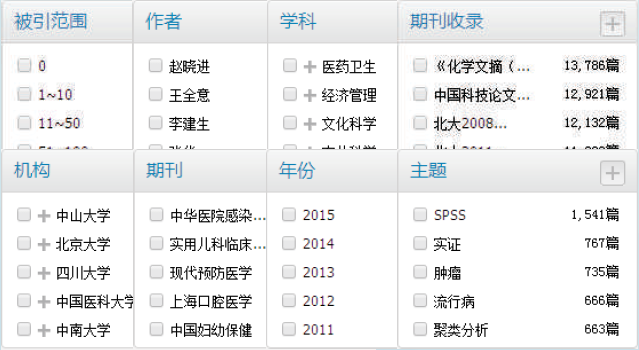 被引范围
0
1~10
11~50
作者
赵晓进
王全意
李建生
学科
医药卫生
经济管理
文化科学
期刊收录
《化学文摘（... 13,786篇
中国科技论文... 12,921篇
北大2008... 12,132篇
机构
中山大学
北京大学
四川大学
中国医科大学
中南大学
期刊
中华医院感染...
实用儿科临床...
现代预防医学
上海口腔医学
中国妇幼保健
年份
2015
2014
2013
2012
2011
主题
SPSS 1,541篇
实证 767篇
肿瘤 735篇
流行病 666篇
聚类分析 663篇